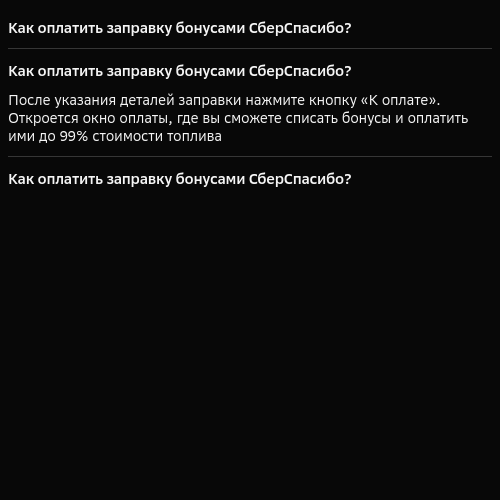 Как оплатить заправку бонусами СберСпасибо?
Как оплатить заправку бонусами СберСпасибо?
После указания деталей заправки нажмите кнопку «К оплате».
Откроется окно оплаты, где вы сможете списать бонусы и оплатить
ими до 99% стоимости топлива
Как оплатить заправку бонусами СберСпасибо?